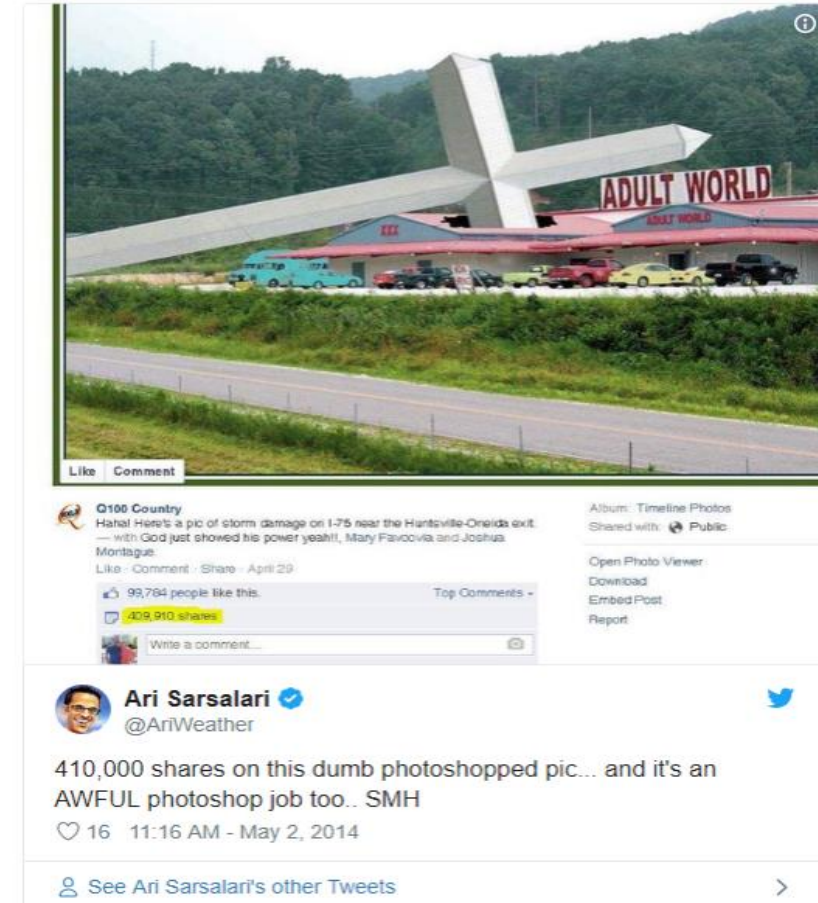 ADULT WORLD
XXX
ADULT WORLD
Like Comment
Q100 Country
Haha! Here's a pic of storm damage on I-75 near the Huntsville-Oneida exit.
— with God just showed his power yeah!!, Mary Favoovia and Joshua
Montague.
Like · Comment · Share · April 29
99,784 people like this.
Top Comments
409,910 shares
Write a comment...
Album: Timeline Photos
Shared with: Public
Open Photo Viewer
Download
Embed Post
Report
Ari Sarsalari
@AriWeather
410,000 shares on this dumb photoshopped pic... and it's an
AWFUL photoshop job too.. SMH
16 11:16 AM - May 2, 2014
See Ari Sarsalari's other Tweets